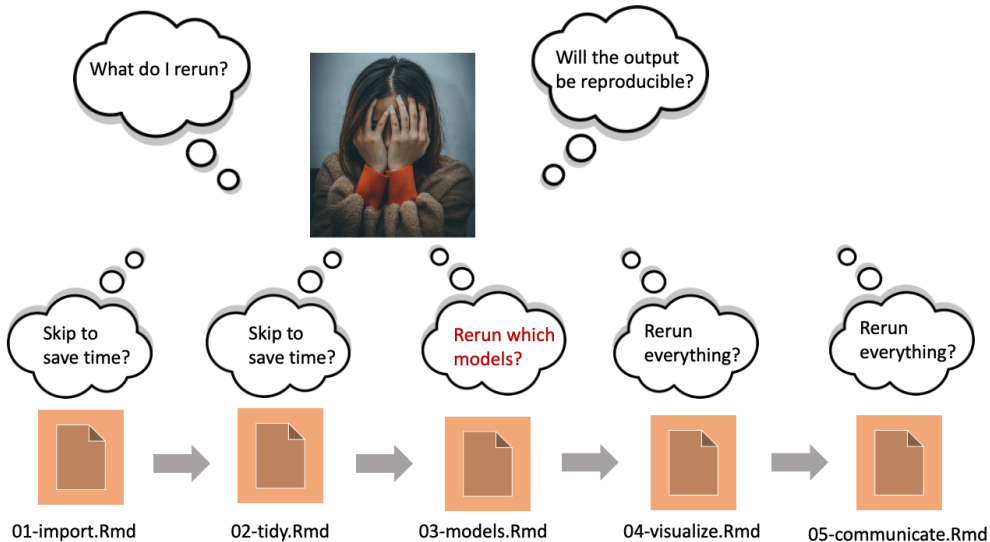 What do I rerun?
Will the output
be reproducible?
Skip to
save time?
Skip to
save time?
Rerun which
models?
Rerun
everything?
Rerun
everything?
01-import.Rmd
02-tidy.Rmd
03-models.Rmd
04-visualize.Rmd
05-communicate.Rmd